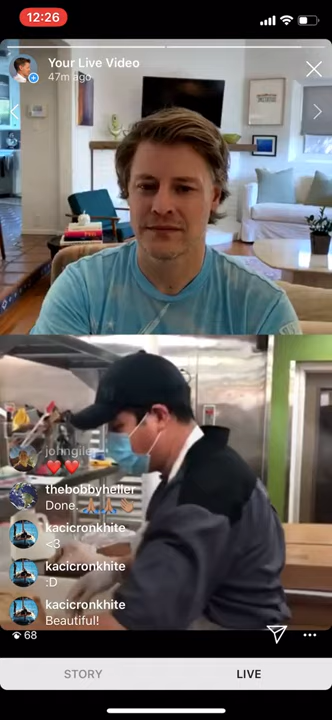 12:26
Your Live Video
47m ago
johngile
thebobbyheller
Done.
kacicronkhite
<3
kacicronkhite
:D
kacicronkhite
Beautiful!
68
STORY
LIVE